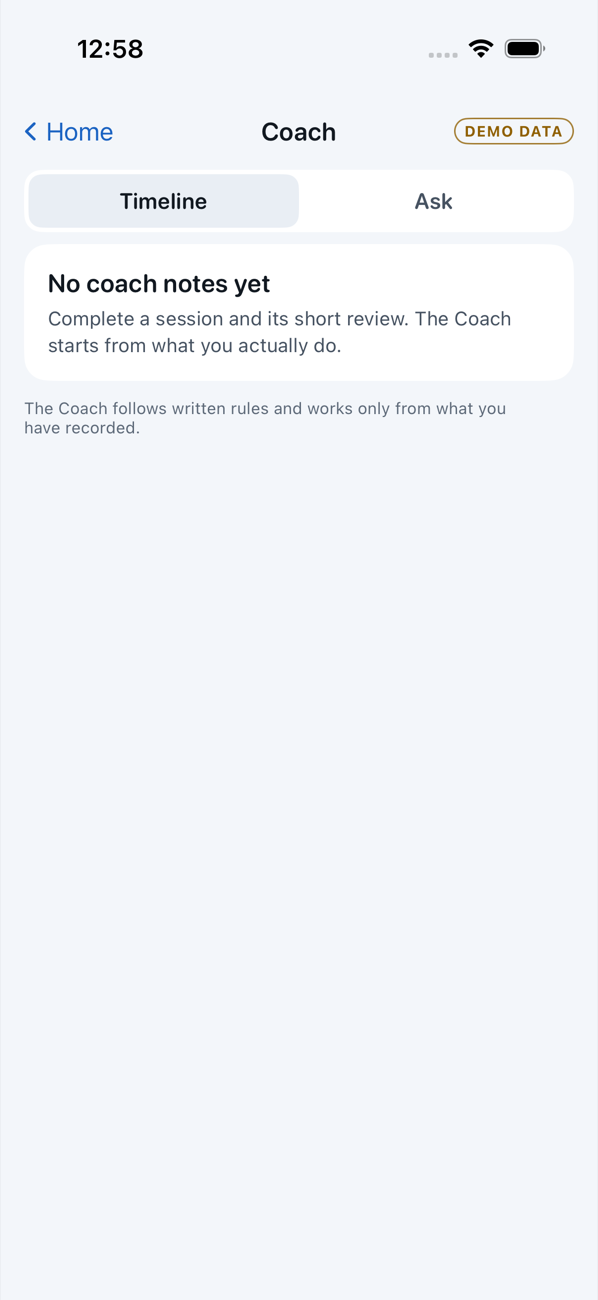 12:58
Home
Coach
DEMO DATA
Timeline
Ask
No coach notes yet
Complete a session and its short review. The Coach
starts from what you actually do.
The Coach follows written rules and works only from what you
have recorded.